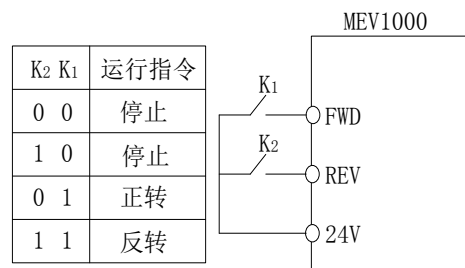 MEV1000
K2 K1 运行指令
0 0 停止
1 0 停止
0 1 正转
1 1 反转
K1
FWD
K2
REV
24V